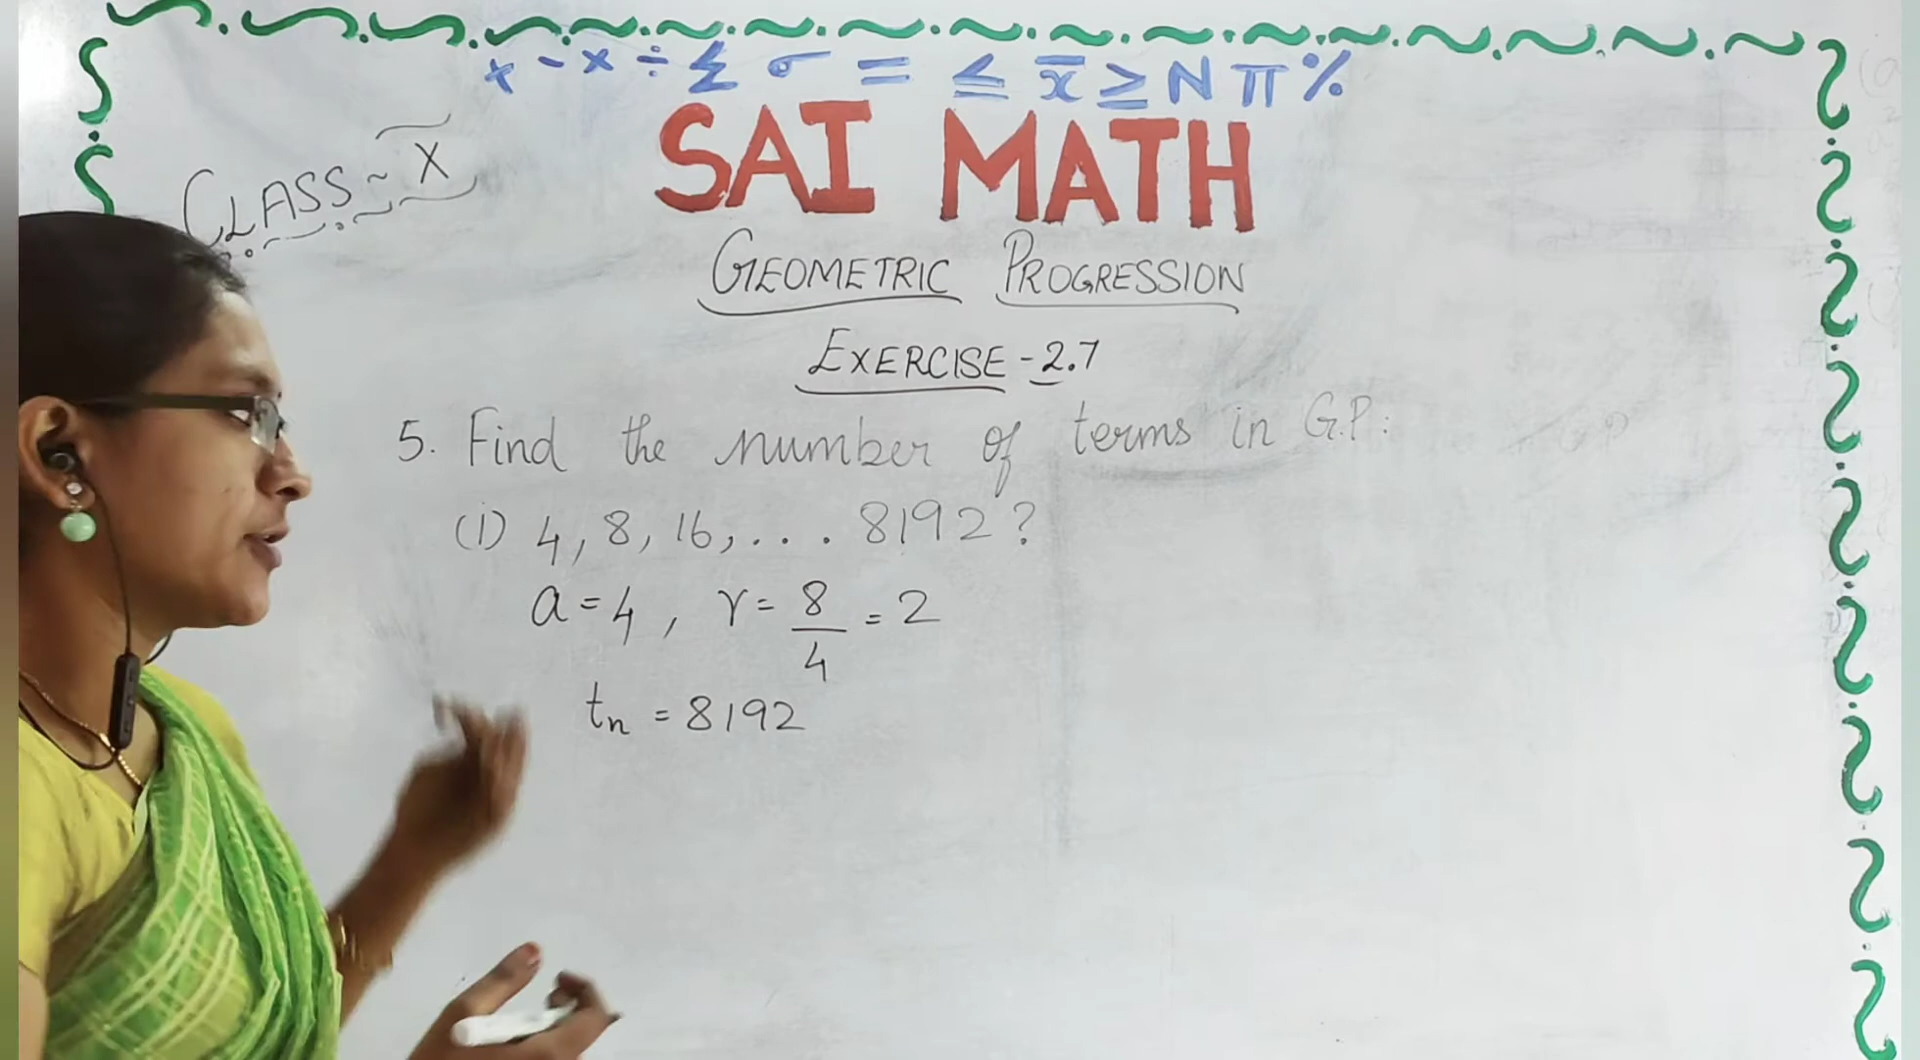 + - × ÷ Σ σ = ≤ x̄ ≥ N π %
CLASS ~ X
SAI MATH
GEOMETRIC PROGRESSION
EXERCISE - 2.7
5. Find the number of terms in G.P:
(i) 4, 8, 16, . . . 8192 ?
a = 4 , r = 8/4 = 2
tn = 8192